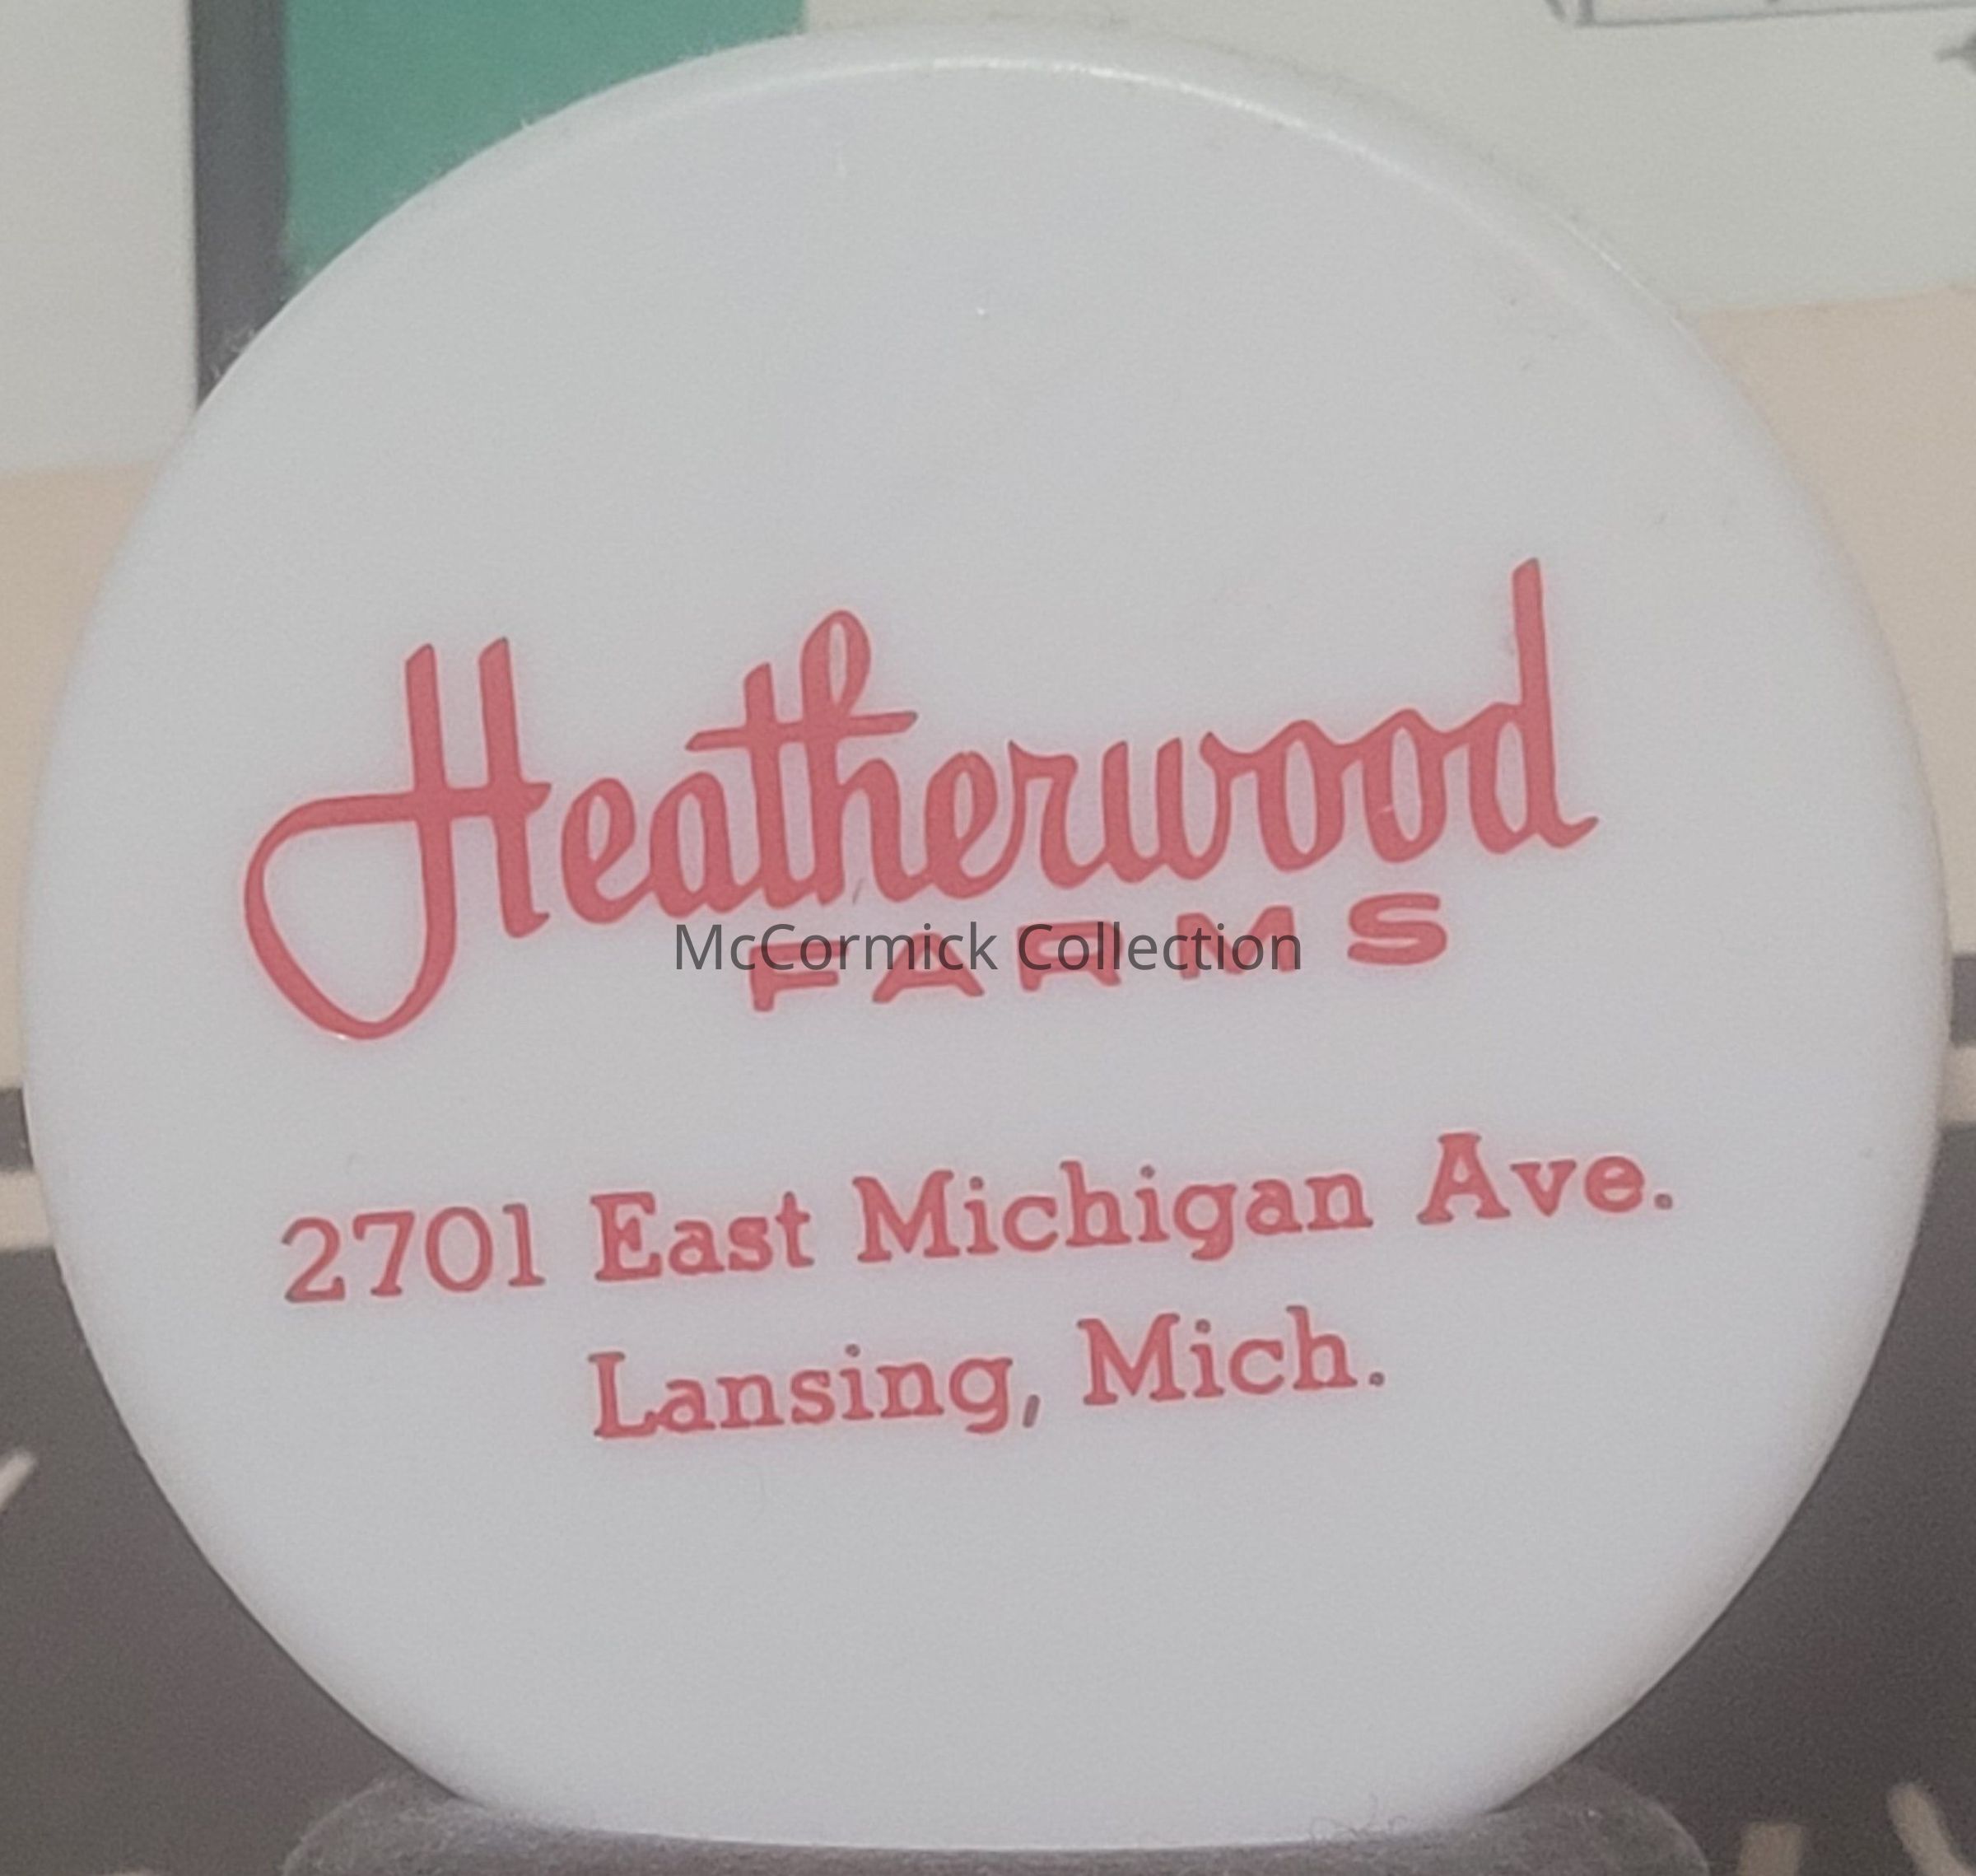 Heatherwood
FARMS
McCormick Collection
2701 East Michigan Ave.
Lansing, Mich.